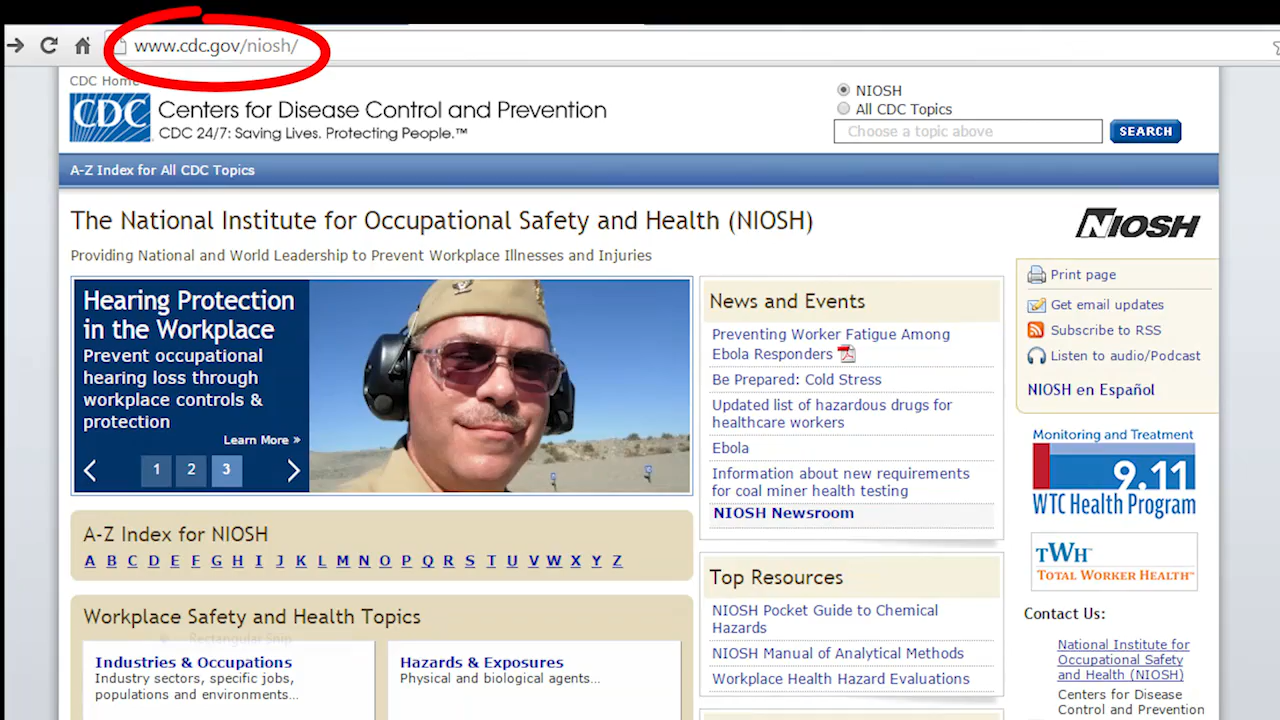 www.cdc.gov/niosh/
CDC Home
CDC
Centers for Disease Control and Prevention
CDC 24/7: Saving Lives. Protecting People.™
NIOSH
All CDC Topics
Choose a topic above
SEARCH
A-Z Index for All CDC Topics
The National Institute for Occupational Safety and Health (NIOSH)
NIOSH
Providing National and World Leadership to Prevent Workplace Illnesses and Injuries
Hearing Protection
in the Workplace
Prevent occupational
hearing loss through
workplace controls &
protection
Learn More »
1 2 3
A-Z Index for NIOSH
A B C D E F G H I J K L M N O P Q R S T U V W X Y Z
Workplace Safety and Health Topics
Rectangular Snip
Industries & Occupations
Industry sectors, specific jobs,
populations and environments...
Hazards & Exposures
Physical and biological agents...
News and Events
Preventing Worker Fatigue Among
Ebola Responders
Be Prepared: Cold Stress
Updated list of hazardous drugs for
healthcare workers
Ebola
Information about new requirements
for coal miner health testing
NIOSH Newsroom
Top Resources
NIOSH Pocket Guide to Chemical
Hazards
NIOSH Manual of Analytical Methods
Workplace Health Hazard Evaluations
Print page
Get email updates
Subscribe to RSS
Listen to audio/Podcast
NIOSH en Español
Monitoring and Treatment
9.11
WTC Health Program
TWH™
TOTAL WORKER HEALTH™
Contact Us:
National Institute for
Occupational Safety
and Health (NIOSH)
Centers for Disease
Control and Prevention